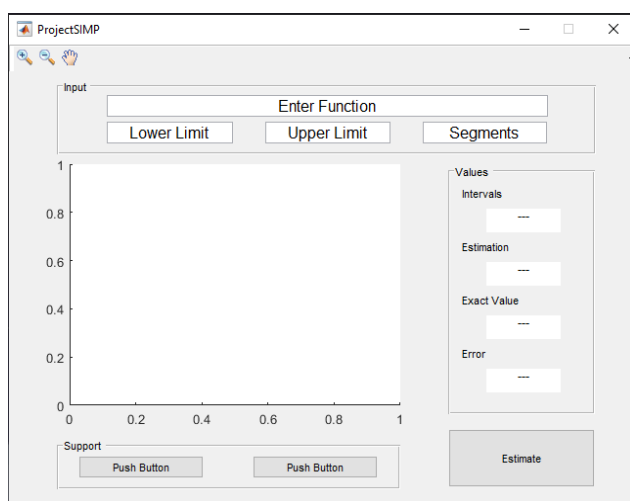 ProjectSIMP
Input
Enter Function
Lower Limit Upper Limit Segments
1
0.8
0.6
0.4
0.2
0
0 0.2 0.4 0.6 0.8 1
Values
Intervals
---
Estimation
---
Exact Value
---
Error
---
Support
Push Button Push Button
Estimate